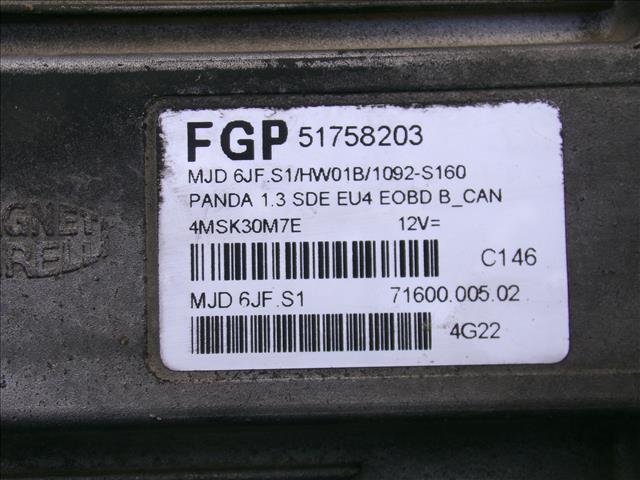 FGP 51758203
MJD 6JF.S1/HW01B/1092-S160
PANDA 1.3 SDE EU4 EOBD B_CAN
4MSK30M7E 12V=
C146
MJD 6JF.S1 71600.005.02
4G22